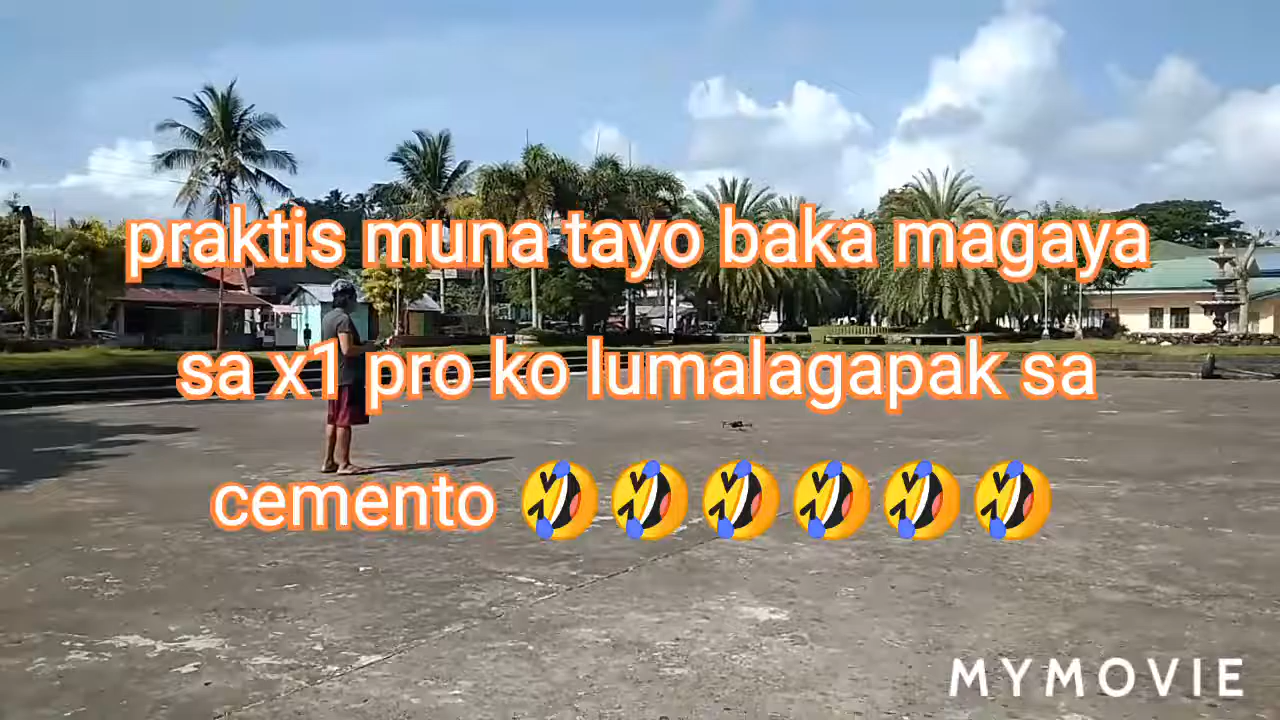 praktis muna tayo baka magaya
sa x1 pro ko lumalagapak sa
cemento 🤣🤣🤣🤣🤣🤣
MYMOVIE